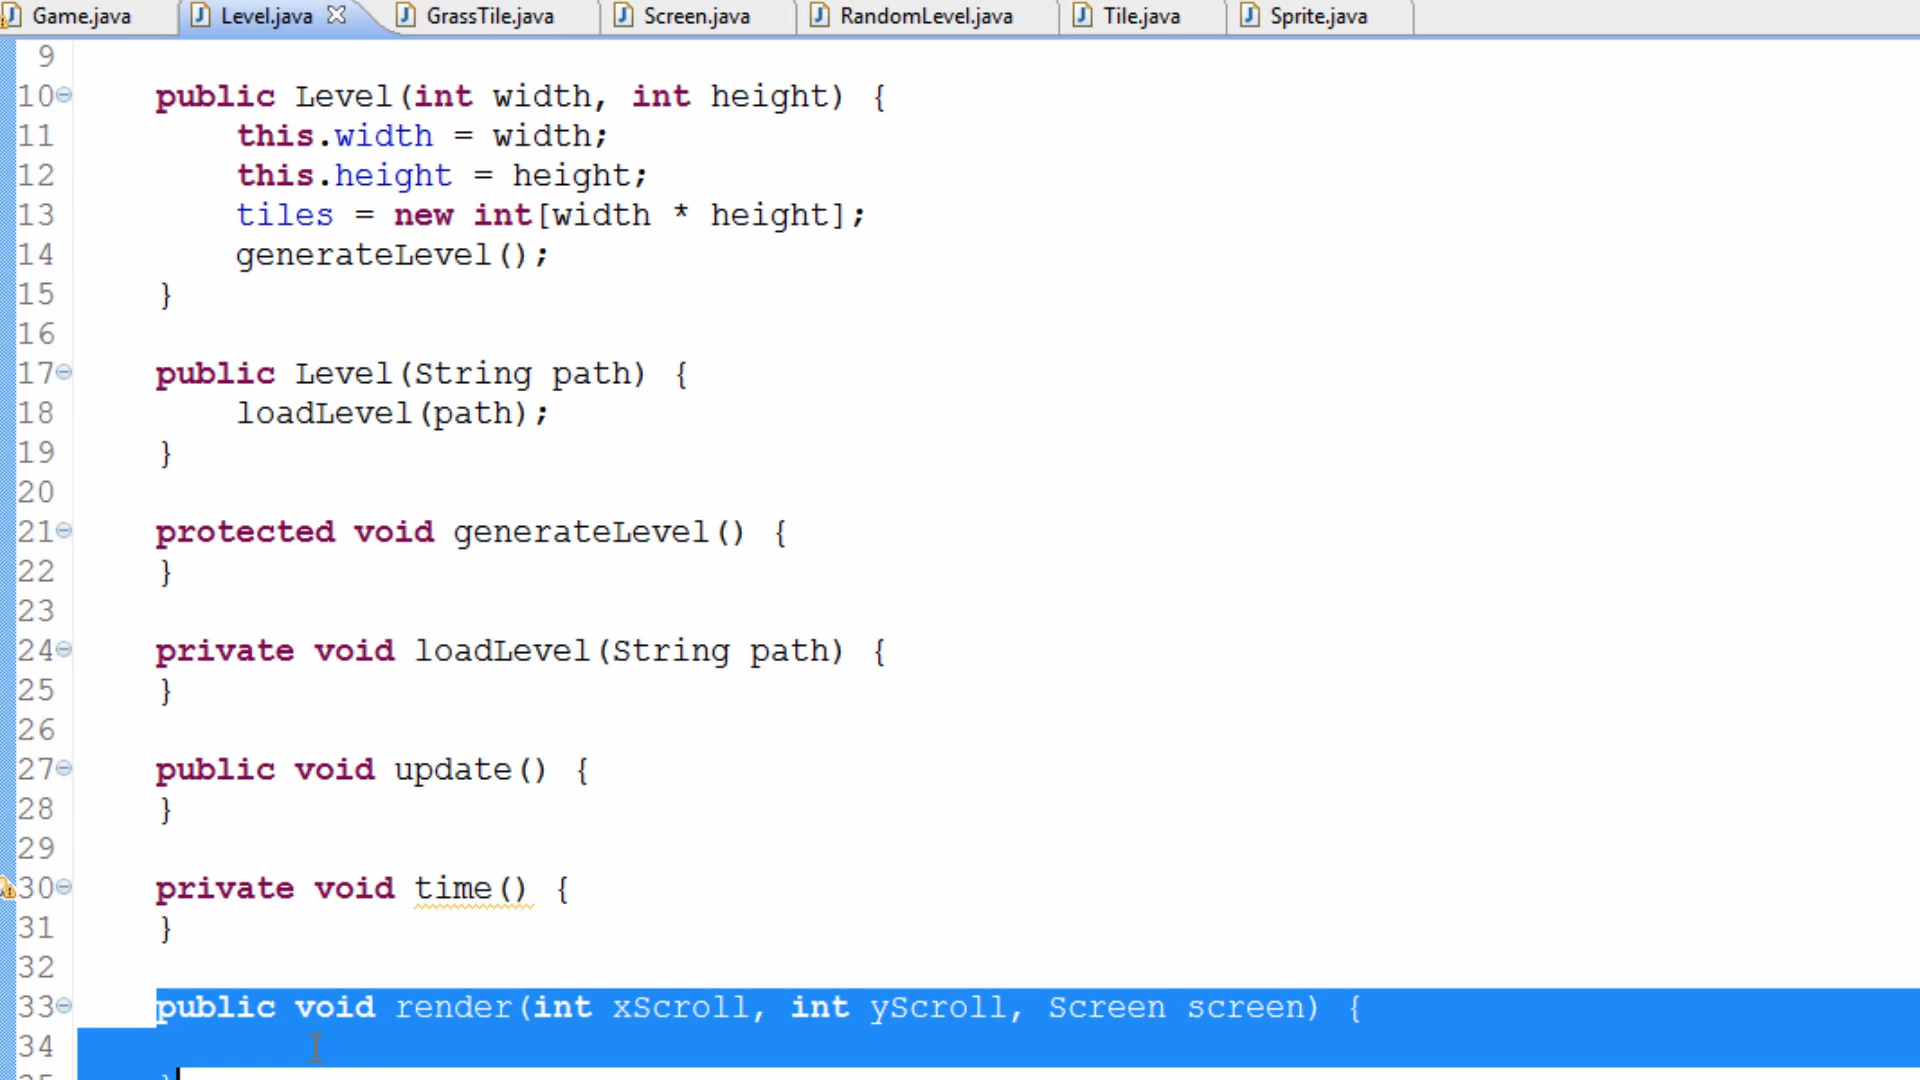 Game.java Level.java GrassTile.java Screen.java RandomLevel.java Tile.java Sprite.java
9
10 public Level(int width, int height) {
11 this.width = width;
12 this.height = height;
13 tiles = new int[width * height];
14 generateLevel();
15 }
16
17 public Level(String path) {
18 loadLevel(path);
19 }
20
21 protected void generateLevel() {
22 }
23
24 private void loadLevel(String path) {
25 }
26
27 public void update() {
28 }
29
30 private void time() {
31 }
32
33 public void render(int xScroll, int yScroll, Screen screen) {
34
35 }